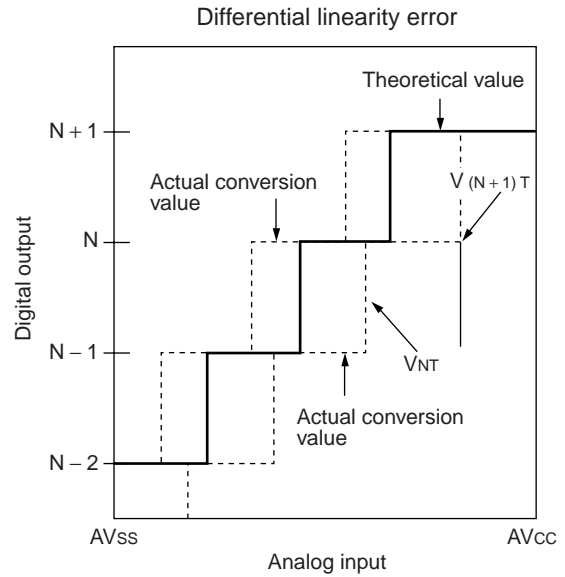 Differential linearity error
Theoretical value
N + 1
V (N + 1) T
Actual conversion
value
N
Digital output
N − 1
VNT
Actual conversion
value
N − 2
AVSS
AVCC
Analog input